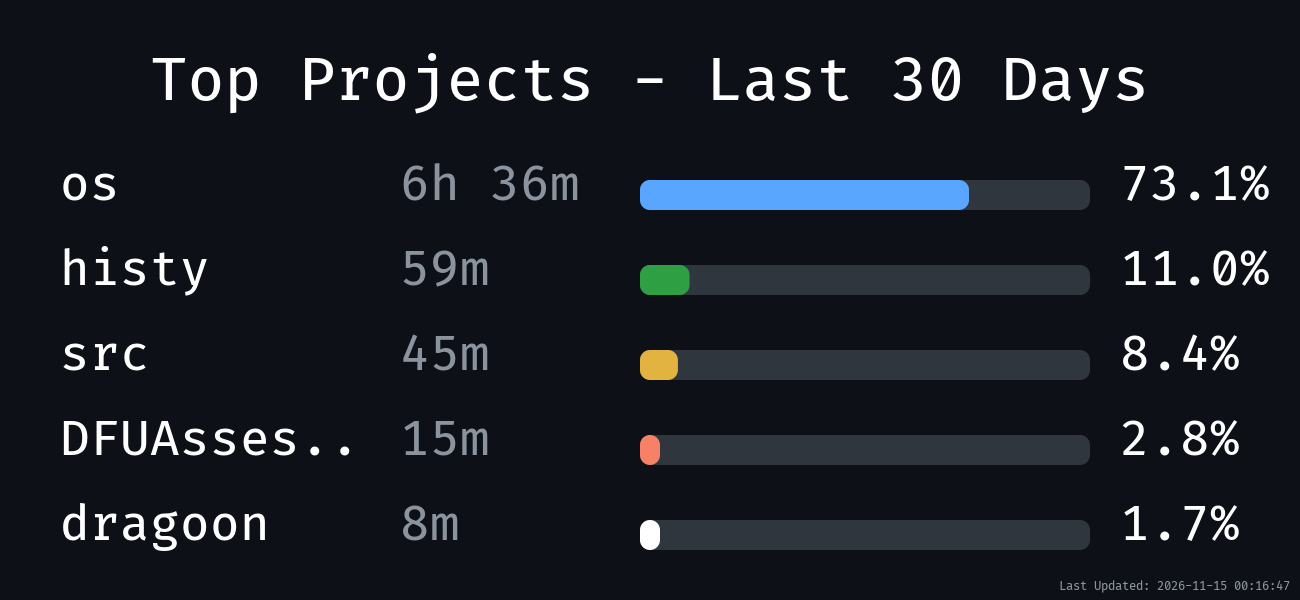 Top Projects - Last 30 Days
os 6h 36m 73.1%
histy 59m 11.0%
src 45m 8.4%
DFUAsses.. 15m 2.8%
dragoon 8m 1.7%
Last Updated: 2026-11-15 00:16:47